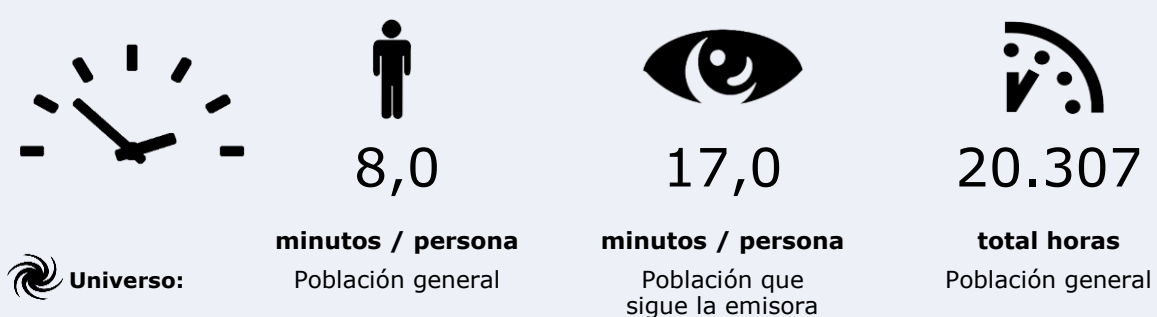 8,0
17,0
20.307
minutos / persona
minutos / persona
total horas
Universo:
Población general
Población que
sigue la emisora
Población general